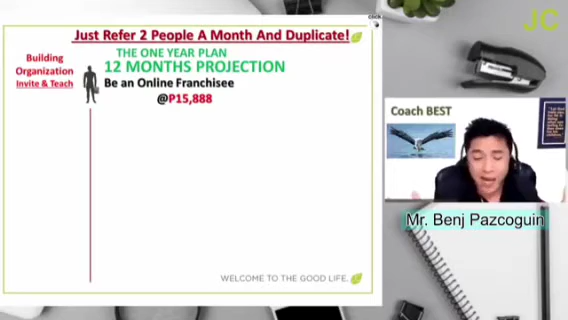 Just Refer 2 People A Month And Duplicate!
THE ONE YEAR PLAN
12 MONTHS PROJECTION
Building
Organization
Invite & Teach
Be an Online Franchisee
@P15,888
WELCOME TO THE GOOD LIFE.
JC
Coach BEST
Mr. Benj Pazcoguin